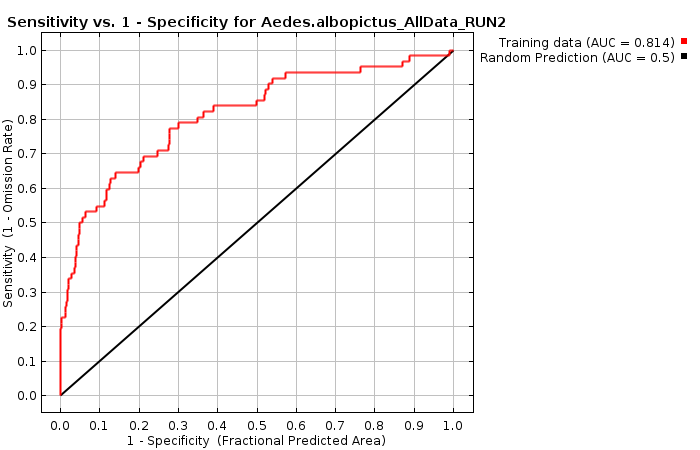 Sensitivity vs. 1 - Specificity for Aedes.albopictus_AllData_RUN2
Training data (AUC = 0.814)
Random Prediction (AUC = 0.5)
Sensitivity (1 - Omission Rate)
1.0
0.9
0.8
0.7
0.6
0.5
0.4
0.3
0.2
0.1
0.0
0.0 0.1 0.2 0.3 0.4 0.5 0.6 0.7 0.8 0.9 1.0
1 - Specificity (Fractional Predicted Area)